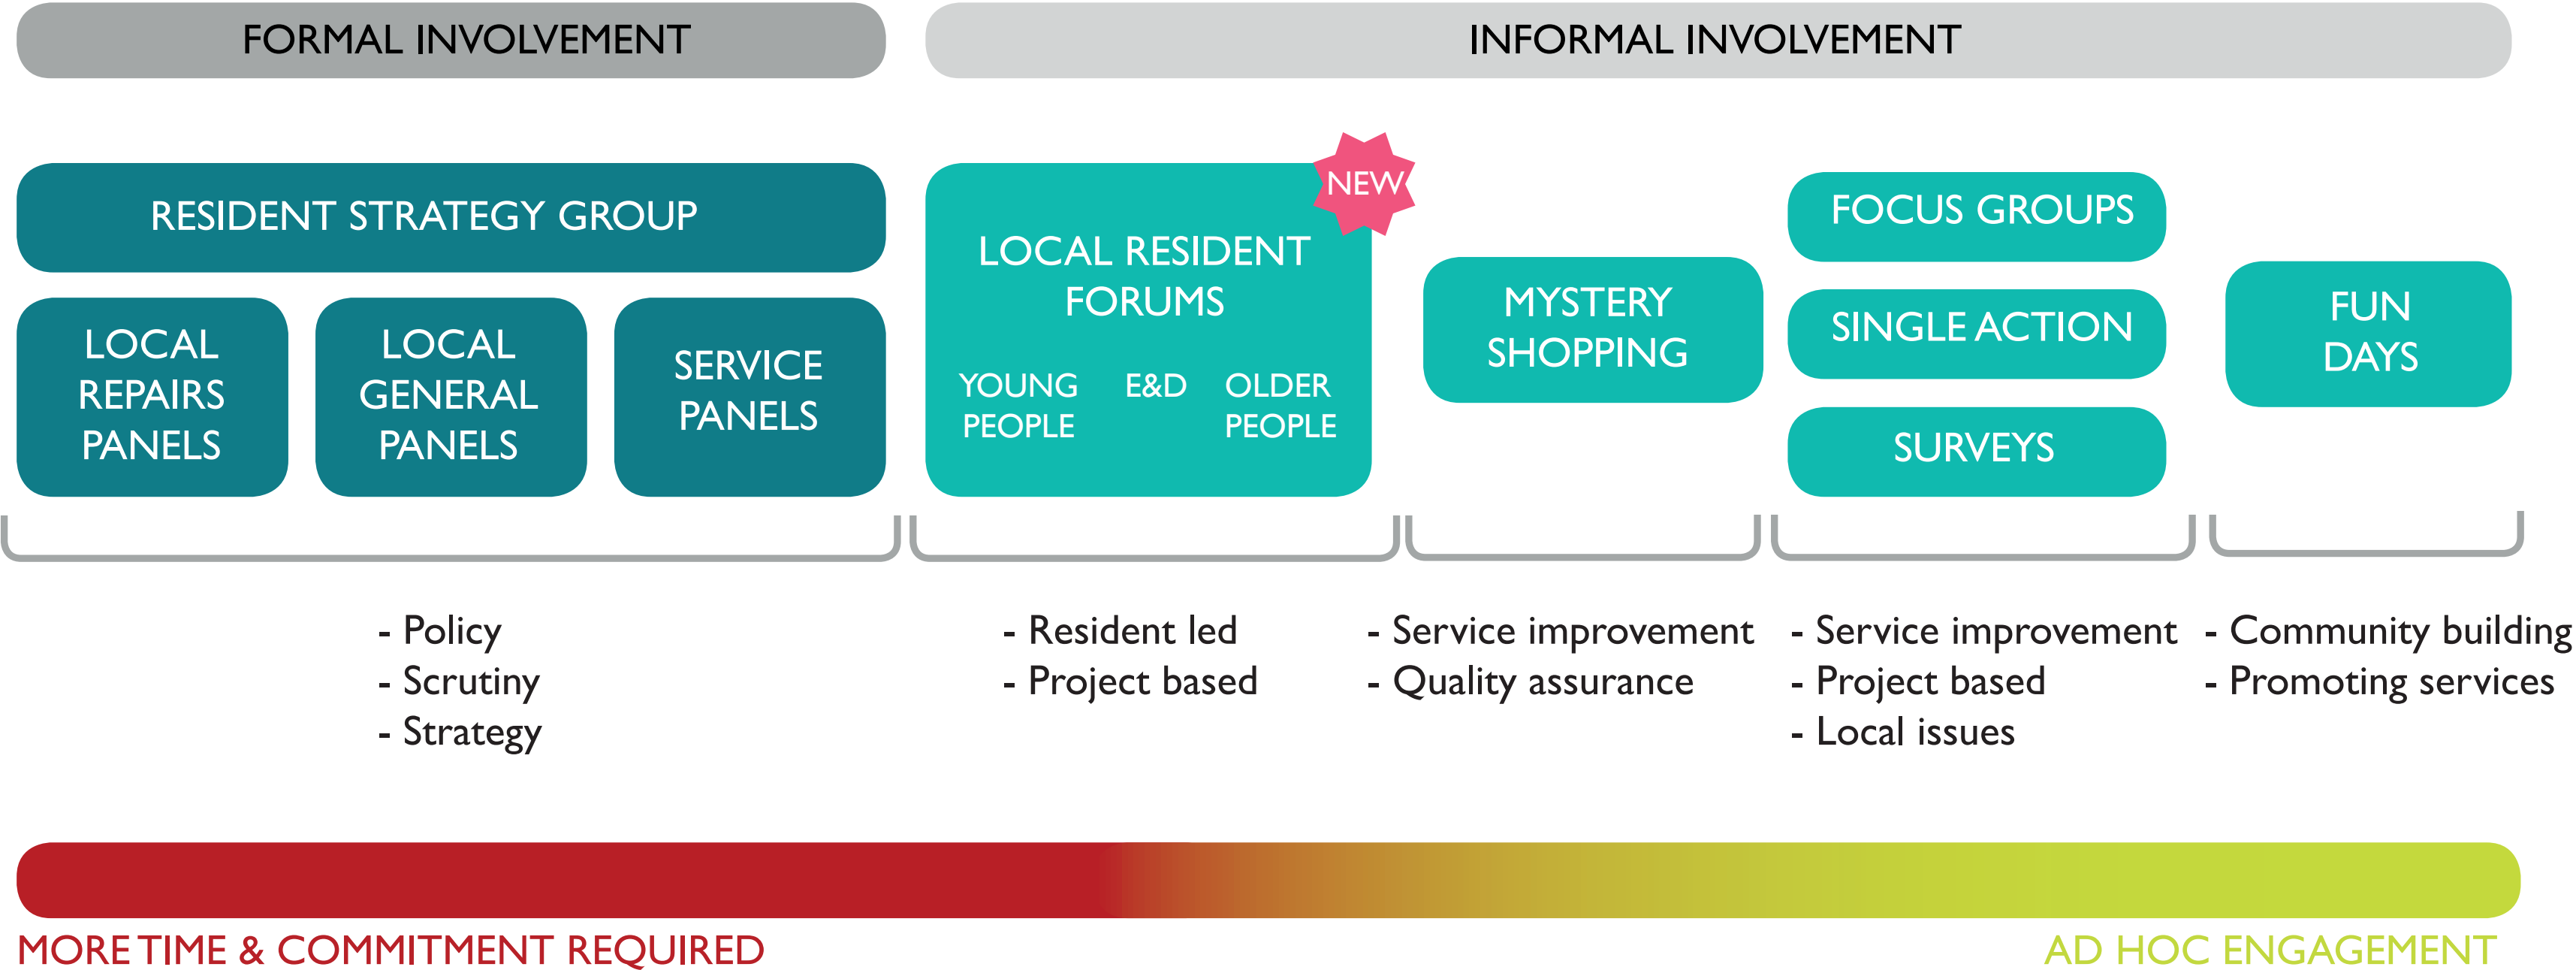 FORMAL INVOLVEMENT
INFORMAL INVOLVEMENT
RESIDENT STRATEGY GROUP
LOCAL
REPAIRS
PANELS
LOCAL
GENERAL
PANELS
SERVICE
PANELS
NEW
LOCAL RESIDENT
FORUMS
YOUNG
PEOPLE
E&D
OLDER
PEOPLE
MYSTERY
SHOPPING
FOCUS GROUPS
SINGLE ACTION
SURVEYS
FUN
DAYS
- Policy
- Scrutiny
- Strategy
- Resident led
- Project based
- Service improvement
- Quality assurance
- Service improvement
- Project based
- Local issues
- Community building
- Promoting services
MORE TIME & COMMITMENT REQUIRED
AD HOC ENGAGEMENT